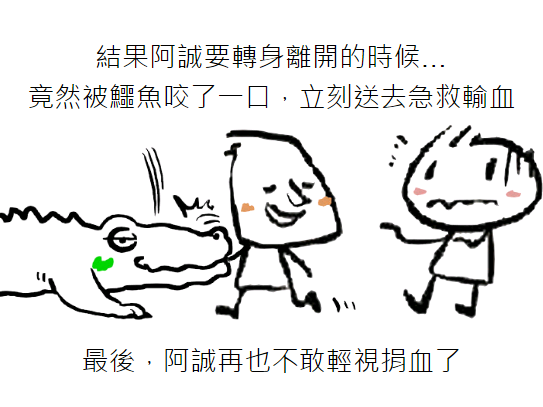 結果阿誠要轉身離開的時候...
竟然被鱷魚咬了一口，立刻送去急救輸血
最後，阿誠再也不敢輕視捐血了